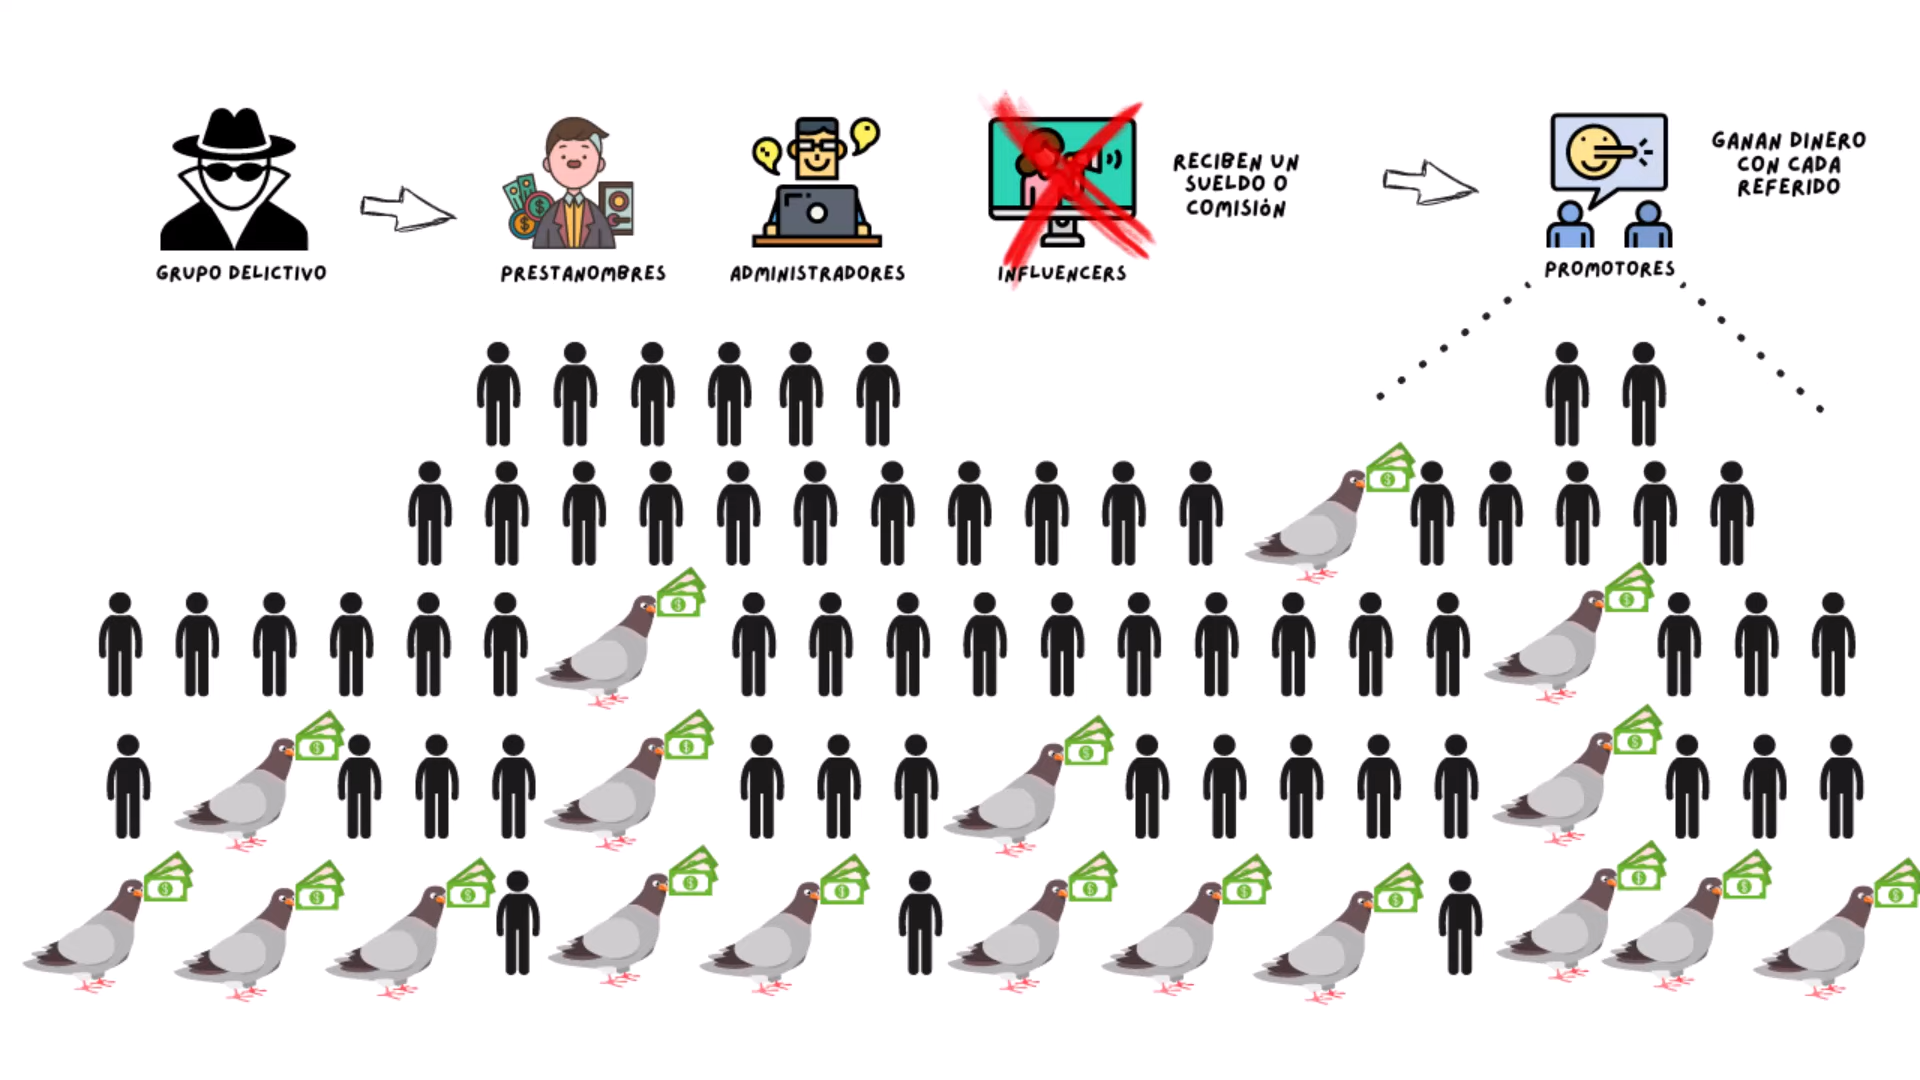 GRUPO DELICTIVO
PRESTANOMBRES
ADMINISTRADORES
INFLUENCERS
RECIBEN UN
SUELDO O
COMISIÓN
PROMOTORES
GANAN DINERO
CON CADA
REFERIDO